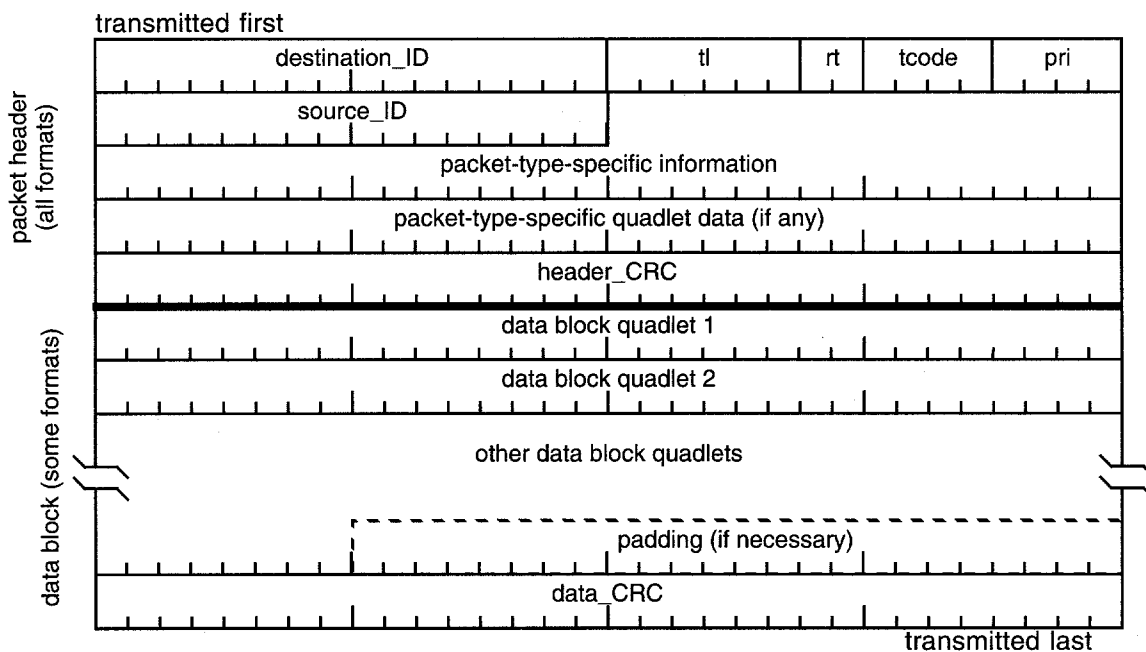 transmitted first
destination_ID tl rt tcode pri
source_ID
packet-type-specific information
packet-type-specific quadlet data (if any)
header_CRC
packet header
(all formats)
data block quadlet 1
data block quadlet 2
other data block quadlets
padding (if necessary)
data_CRC
data block (some formats)
transmitted last